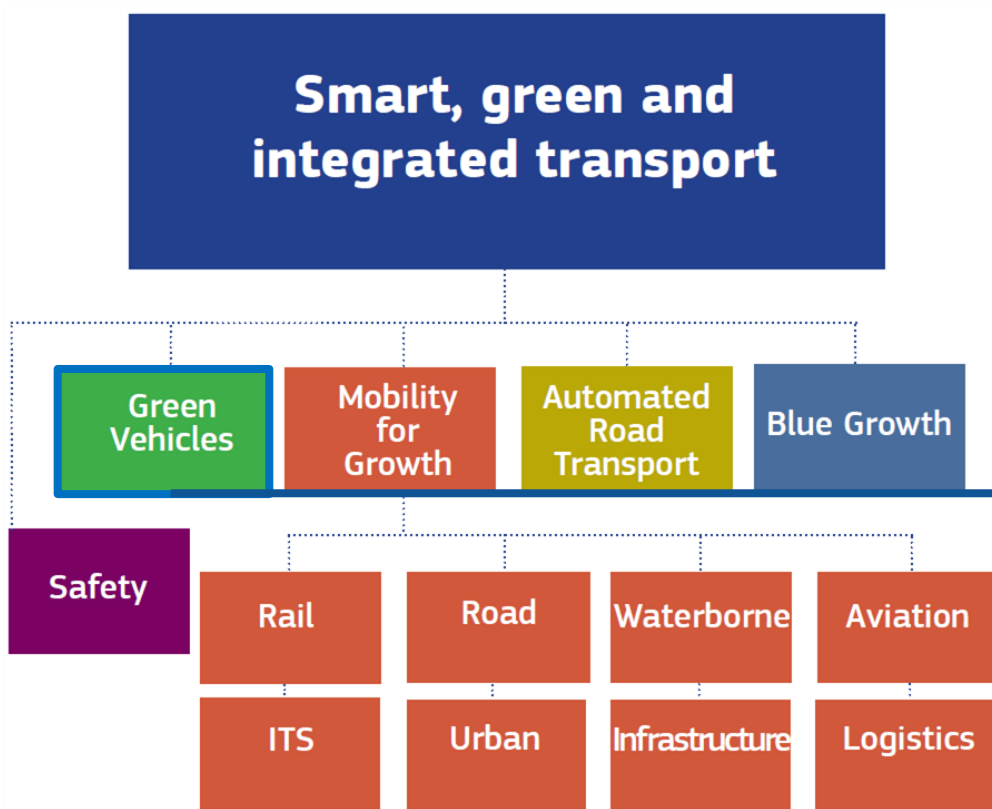 Smart, green and
integrated transport
Green
Vehicles
Mobility
for
Growth
Automated
Road
Transport
Blue Growth
Safety
Rail
Road
Waterborne
Aviation
ITS
Urban
Infrastructure
Logistics